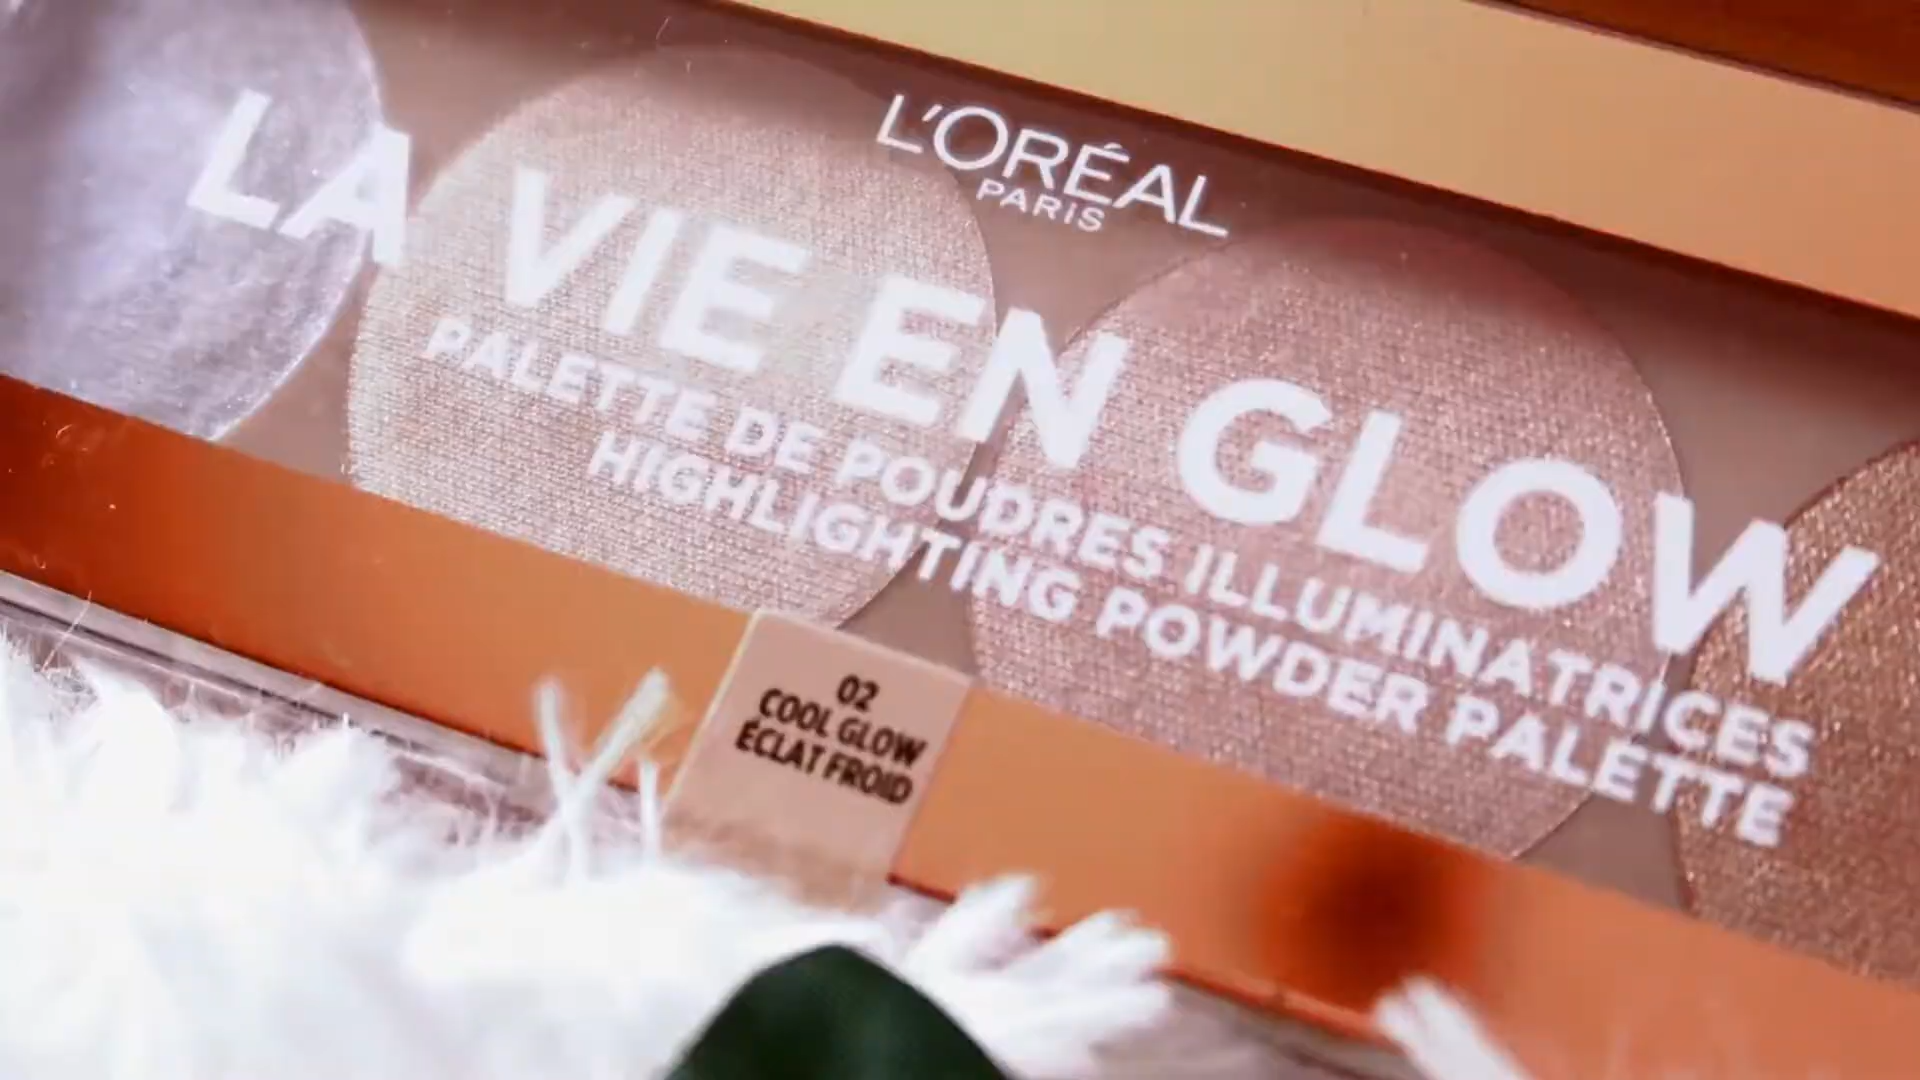 L'ORÉAL
PARIS
LA VIE EN GLOW
PALETTE DE POUDRES ILLUMINATRICES
HIGHLIGHTING POWDER PALETTE
02
COOL GLOW
ÉCLAT FROID